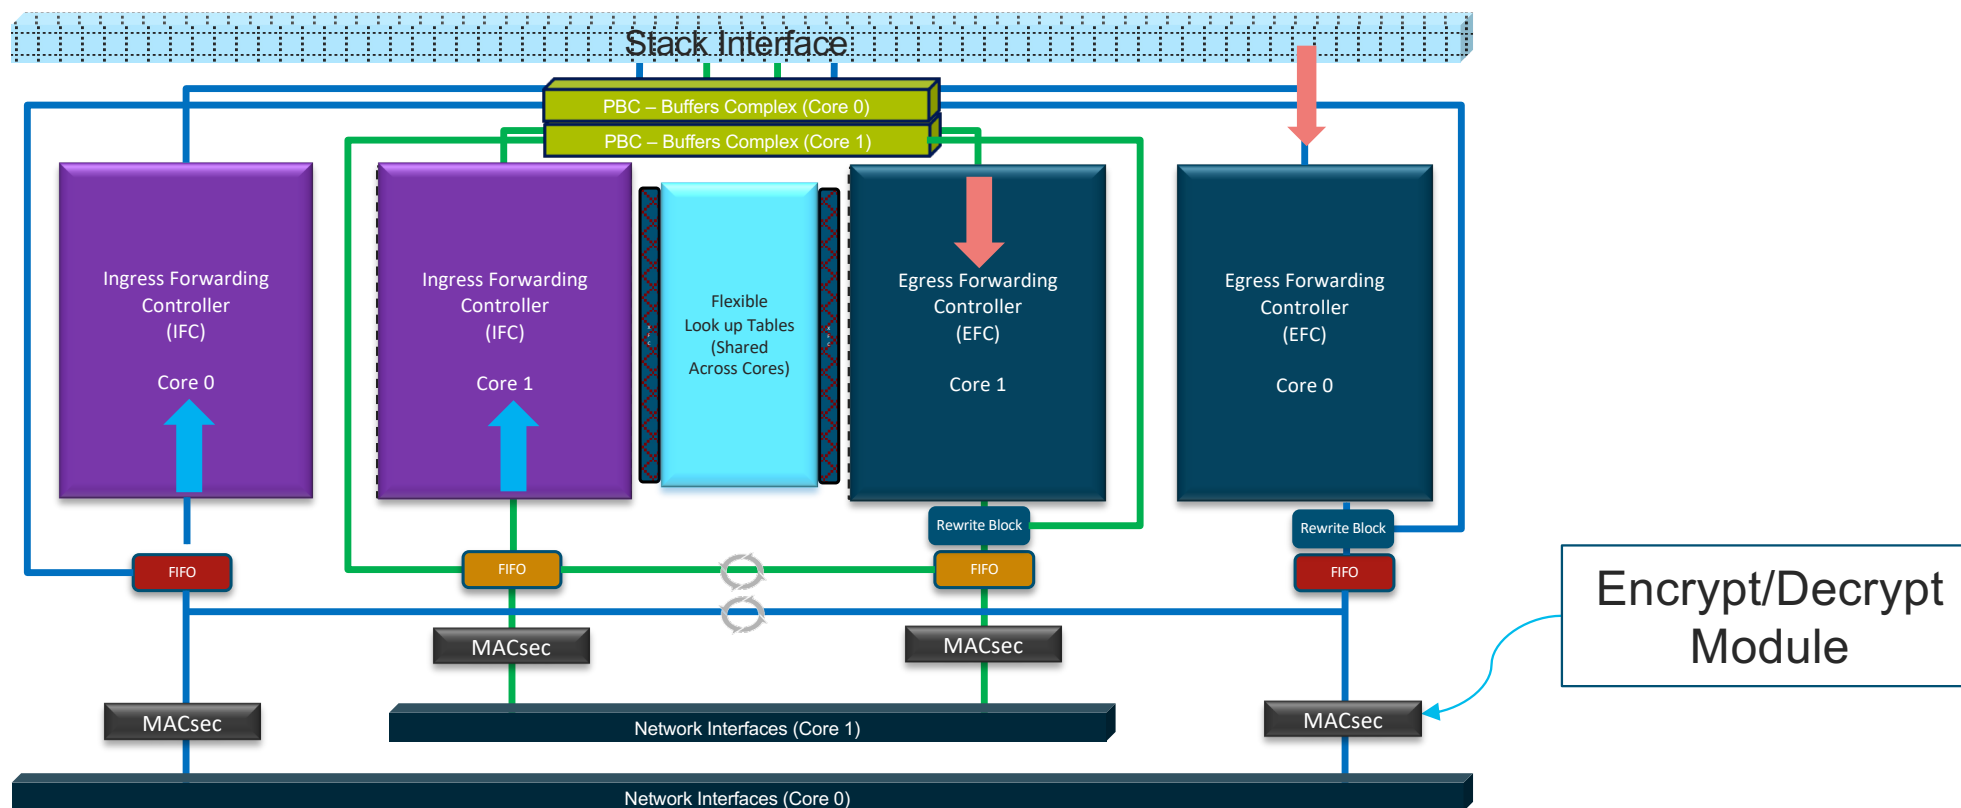 Stack Interface
PBC – Buffers Complex (Core 0)
PBC – Buffers Complex (Core 1)
Ingress Forwarding
Controller
(IFC)
Core 0
Ingress Forwarding
Controller
(IFC)
Core 1
Flexible
Look up Tables
(Shared
Across Cores)
Egress Forwarding
Controller
(EFC)
Core 1
Egress Forwarding
Controller
(EFC)
Core 0
Rewrite Block
Rewrite Block
FIFO
FIFO
FIFO
FIFO
Encrypt/Decrypt
Module
MACsec
MACsec
MACsec
MACsec
Network Interfaces (Core 1)
Network Interfaces (Core 0)